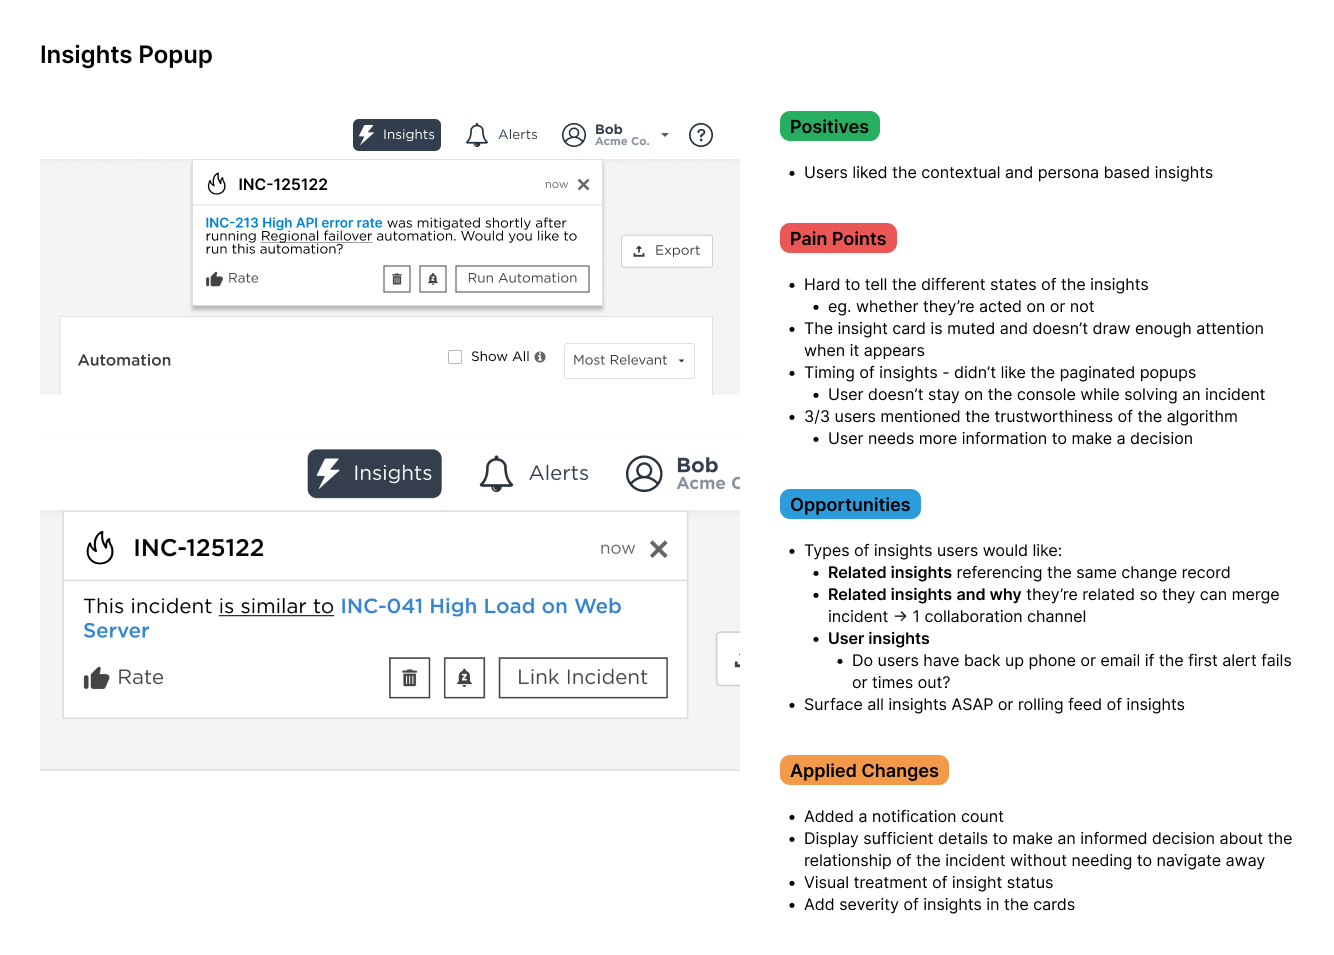 Insights Popup
Insights
Alerts
Bob
Acme Co.
?
INC-125122
now
INC-213 High API error rate was mitigated shortly after
running Regional failover automation. Would you like to
run this automation?
Rate
Run Automation
Export
Automation
Show All
Most Relevant
Insights
Alerts
Bob
Acme C
INC-125122
now
This incident is similar to INC-041 High Load on Web
Server
Rate
Link Incident
Positives
• Users liked the contextual and persona based insights
Pain Points
• Hard to tell the different states of the insights
• eg. whether they’re acted on or not
• The insight card is muted and doesn’t draw enough attention
when it appears
• Timing of insights - didn’t like the paginated popups
• User doesn’t stay on the console while solving an incident
• 3/3 users mentioned the trustworthiness of the algorithm
• User needs more information to make a decision
Opportunities
• Types of insights users would like:
• Related insights referencing the same change record
• Related insights and why they’re related so they can merge
incident → 1 collaboration channel
• User insights
• Do users have back up phone or email if the first alert fails
or times out?
• Surface all insights ASAP or rolling feed of insights
Applied Changes
• Added a notification count
• Display sufficient details to make an informed decision about the
relationship of the incident without needing to navigate away
• Visual treatment of insight status
• Add severity of insights in the cards